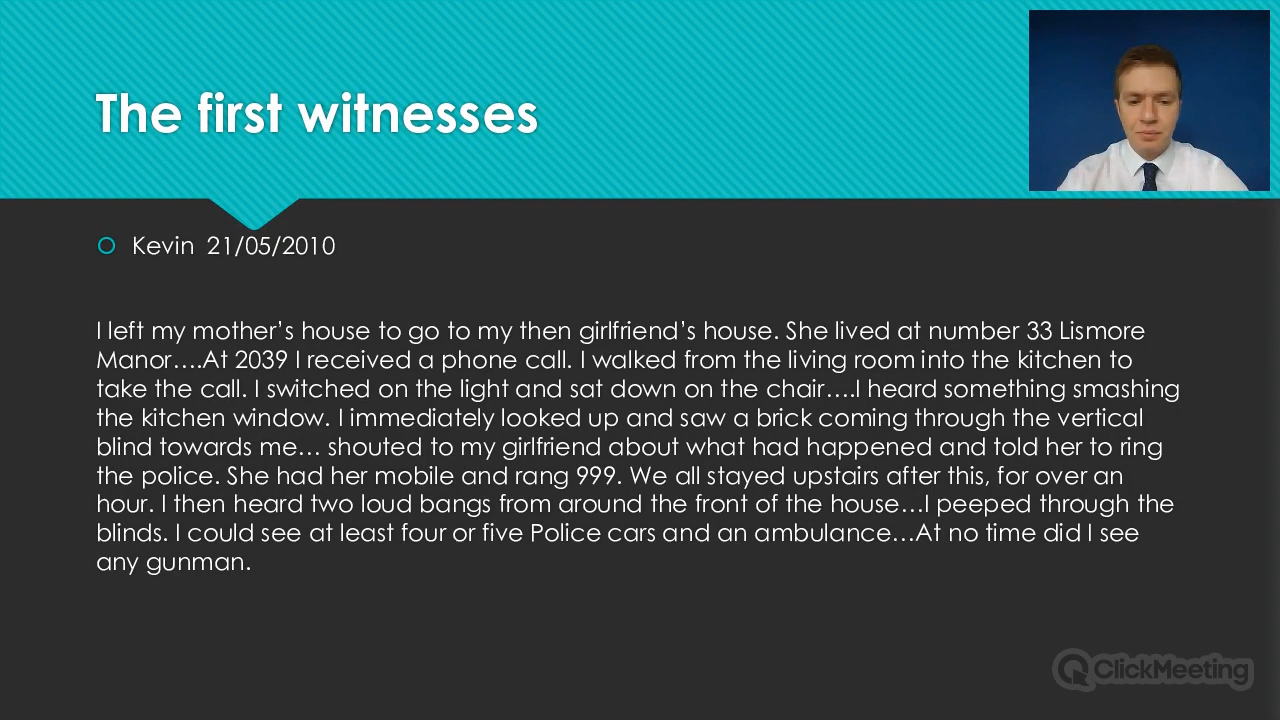 The first witnesses
Kevin  21/05/2010
I left my mother’s house to go to my then girlfriend’s house. She lived at number 33 Lismore
Manor….At 2039 I received a phone call. I walked from the living room into the kitchen to
take the call. I switched on the light and sat down on the chair….I heard something smashing
the kitchen window. I immediately looked up and saw a brick coming through the vertical
blind towards me… shouted to my girlfriend about what had happened and told her to ring
the police. She had her mobile and rang 999. We all stayed upstairs after this, for over an
hour. I then heard two loud bangs from around the front of the house…I peeped through the
blinds. I could see at least four or five Police cars and an ambulance…At no time did I see
any gunman.
ClickMeeting